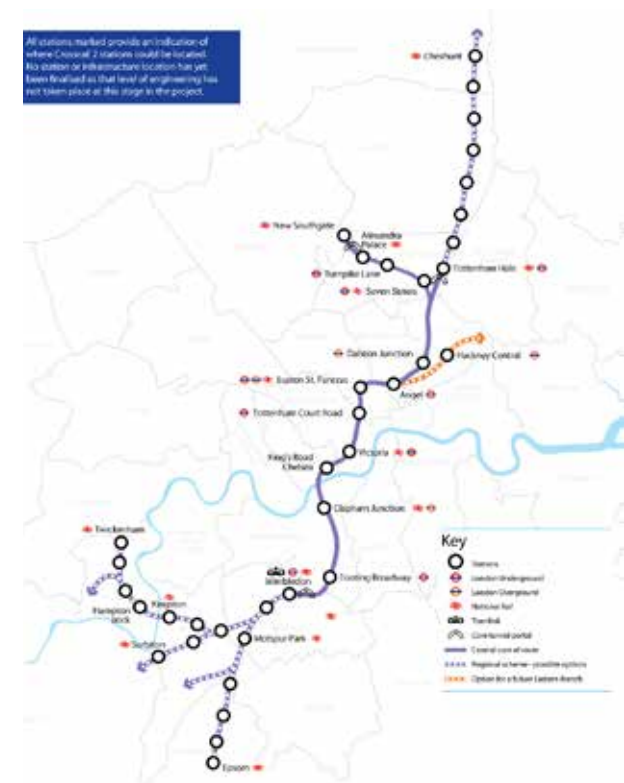 All stations marked provide an indication of
where Crossrail 2 stations could be located.
No station or infrastructure location has yet
been finalised as that level of engineering has
not taken place at this stage in the project.
Cheshunt
New Southgate
Alexandra
Palace
Turnpike Lane
Tottenham Hale
Seven Sisters
Dalston Junction
Hackney Central
Euston St. Pancras
Angel
Tottenham Court Road
King's Road
Chelsea
Victoria
Clapham Junction
Twickenham
Key
Stations
Wimbledon
Tooting Broadway
London Underground
London Overground
Kingston
National Rail
Hampton
Wick
Tramlink
Motspur Park
Core tunnel portal
Surbiton
Central core of route
Regional scheme - possible options
Option for a future Eastern Branch
Epsom